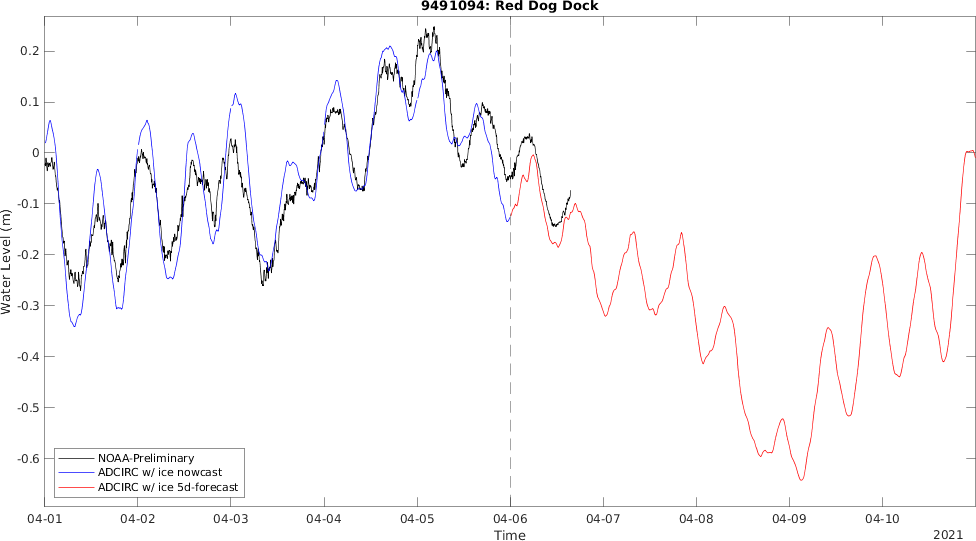 9491094: Red Dog Dock
Water Level (m)
0.2
0.1
0
-0.1
-0.2
-0.3
-0.4
-0.5
-0.6
NOAA-Preliminary
ADCIRC w/ ice nowcast
ADCIRC w/ ice 5d-forecast
04-01 04-02 04-03 04-04 04-05 04-06 04-07 04-08 04-09 04-10
Time
2021